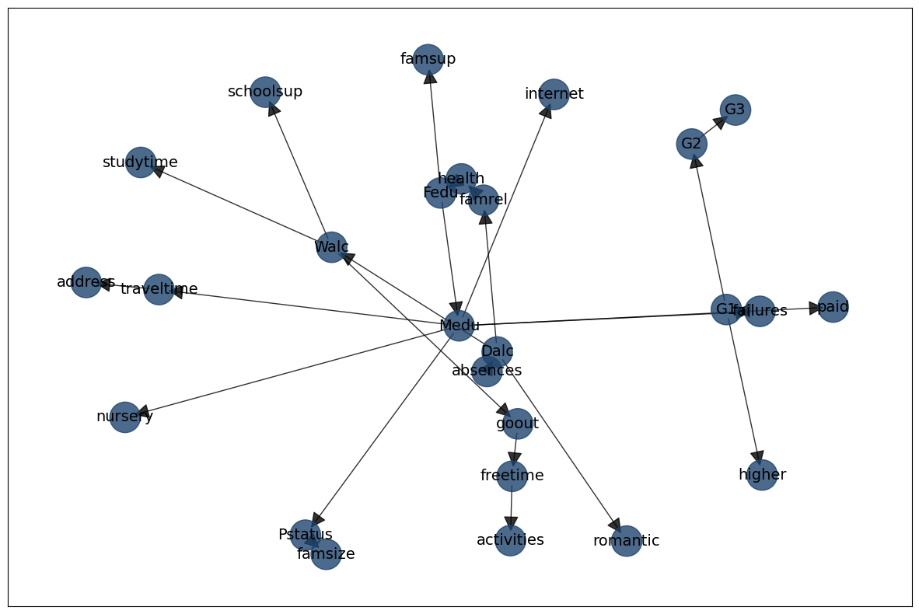 famsup
schoolsup
internet
G3
G2
studytime
health
Fedu
famrel
Walc
address
traveltime
Medu
G1
failures
paid
Dalc
absences
nursery
goout
freetime
higher
Pstatus
famsize
activities
romantic